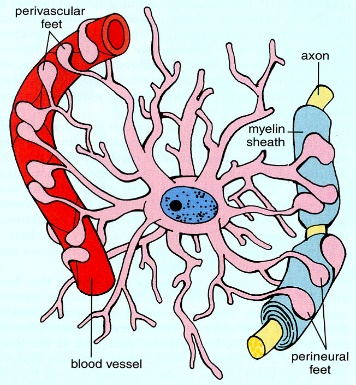 perivascular
feet
axon
myelin
sheath
blood vessel
perineural
feet